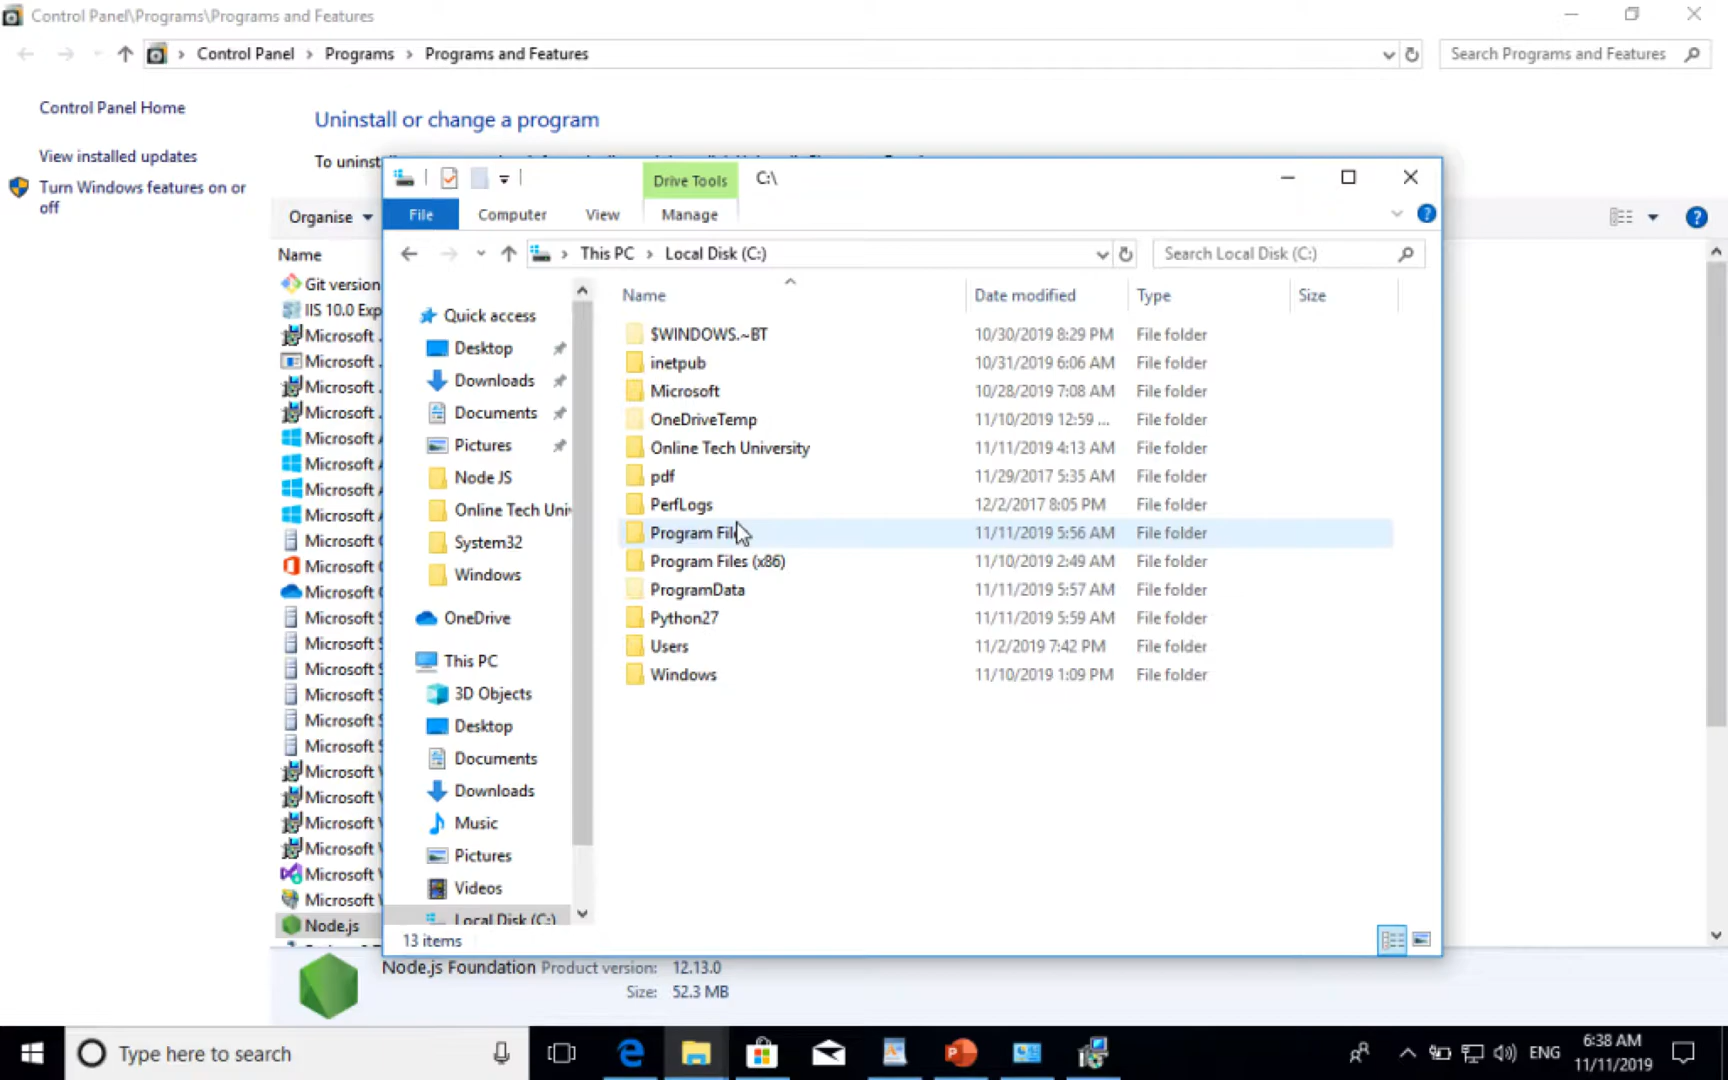 Control Panel\Programs\Programs and Features
Control Panel > Programs > Programs and Features
Search Programs and Features
Control Panel Home
View installed updates
Turn Windows features on or
off
Uninstall or change a program
To uninst
Organise
Name
Git version
IIS 10.0 Exp
Microsoft .
Microsoft .
Microsoft .
Microsoft .
Microsoft A
Microsoft A
Microsoft A
Microsoft A
Microsoft C
Microsoft C
Microsoft
Microsoft S
Microsoft S
Microsoft S
Microsoft S
Microsoft S
Microsoft S
Microsoft V
Microsoft V
Microsoft V
Microsoft V
Microsoft V
Microsoft V
Node.js
Drive Tools
C:\
File
Computer
View
Manage
This PC > Local Disk (C:)
Search Local Disk (C:)
Quick access
Desktop
Downloads
Documents
Pictures
Node JS
Online Tech Uni
System32
Windows
OneDrive
This PC
3D Objects
Desktop
Documents
Downloads
Music
Pictures
Videos
Local Disk (C:)
Name Date modified Type Size
$WINDOWS.~BT 10/30/2019 8:29 PM File folder
inetpub 10/31/2019 6:06 AM File folder
Microsoft 10/28/2019 7:08 AM File folder
OneDriveTemp 11/10/2019 12:59 ... File folder
Online Tech University 11/11/2019 4:13 AM File folder
pdf 11/29/2017 5:35 AM File folder
PerfLogs 12/2/2017 8:05 PM File folder
Program Files 11/11/2019 5:56 AM File folder
Program Files (x86) 11/10/2019 2:49 AM File folder
ProgramData 11/11/2019 5:57 AM File folder
Python27 11/11/2019 5:59 AM File folder
Users 11/2/2019 7:42 PM File folder
Windows 11/10/2019 1:09 PM File folder
13 items
Node.js Foundation Product version: 12.13.0
Size: 52.3 MB
Type here to search
ENG
6:38 AM
11/11/2019